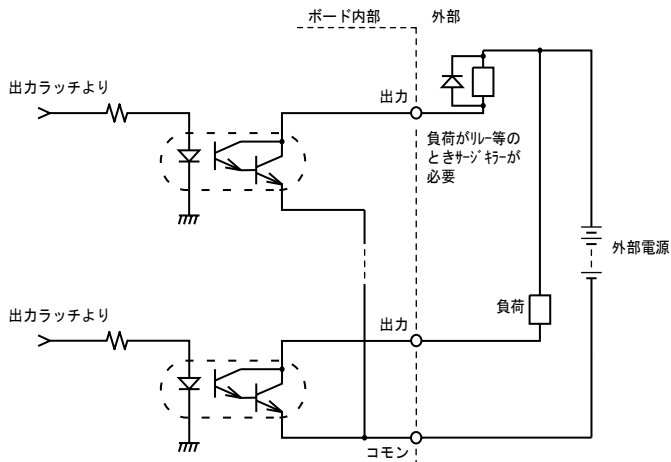 ボード内部
外部
出力ラッチより
出力
負荷がﾘﾚｰ等の
ときｻｰｼﾞｷﾗｰが
必要
外部電源
負荷
出力ラッチより
出力
コモン